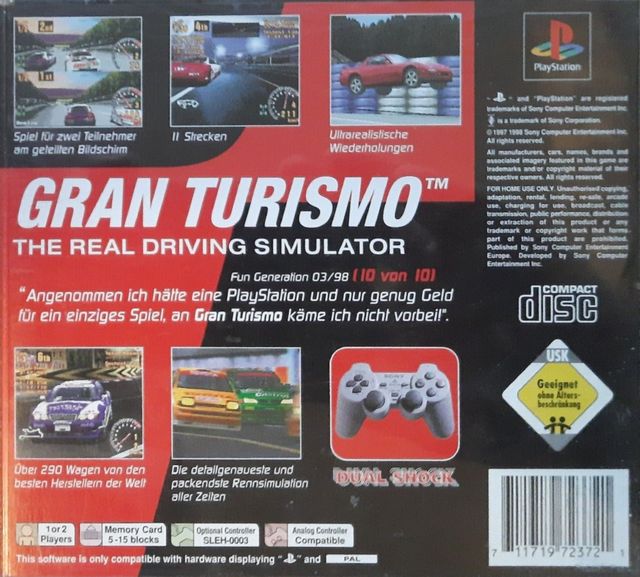 2nd
1st
4th
Spiel für zwei Teilnehmer
am geteilten Bildschirm
11 Strecken
Ultrarealistische
Wiederholungen
PlayStation
" " and "PlayStation" are registered
trademarks of Sony Computer Entertainment Inc.
is a trademark of Sony Corporation.
© 1997 1998 Sony Computer Entertainment Inc.
All rights reserved.
All manufacturers, cars, names, brands and
associated imagery featured in this game are
trademarks and/or copyright material of their
respective owners. All rights reserved.
FOR HOME USE ONLY. Unauthorised copying,
adaptation, rental, lending, re-sale, arcade
use, charging for use, broadcast, cable
transmission, public performance, distribution
or extraction of this product or any
trademark or copyright work that forms
part of this product are prohibited.
Published by Sony Computer Entertainment
Europe. Developed by Sony Computer
Entertainment Inc.
GRAN TURISMO™
THE REAL DRIVING SIMULATOR
Fun Generation 03/98 (10 von 10)
"Angenommen ich hätte eine PlayStation und nur genug Geld
für ein einziges Spiel, an Gran Turismo käme ich nicht vorbei!".
COMPACT
disc
USK
Geeignet
ohne Alters-
beschränkung
6th
SONY
DUAL SHOCK
Über 290 Wagen von den
besten Herstellern der Welt
Die detailgenaueste und
packendste Rennsimulation
aller Zeiten
1 or 2
Players
Memory Card
5 -15 blocks
Optional Controller
SLEH-0003
Analog Controller
Compatible
This software is only compatible with hardware displaying " " and PAL
7 11719 72372 1